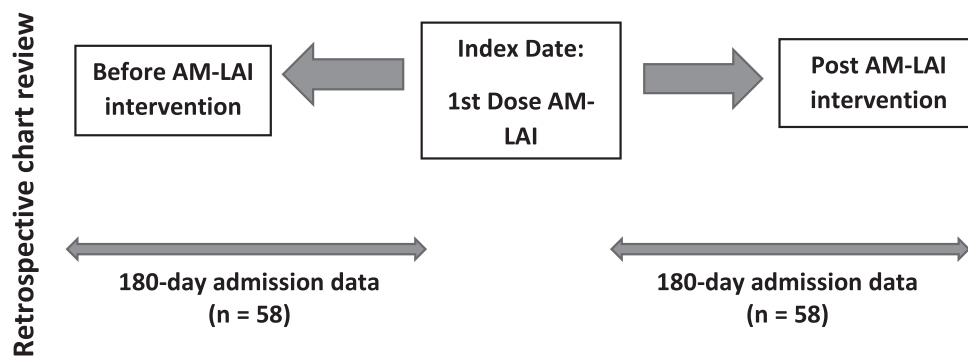 Retrospective chart review
Before AM-LAI
intervention
Index Date:
1st Dose AM-
LAI
Post AM-LAI
intervention
180-day admission data
(n = 58)
180-day admission data
(n = 58)